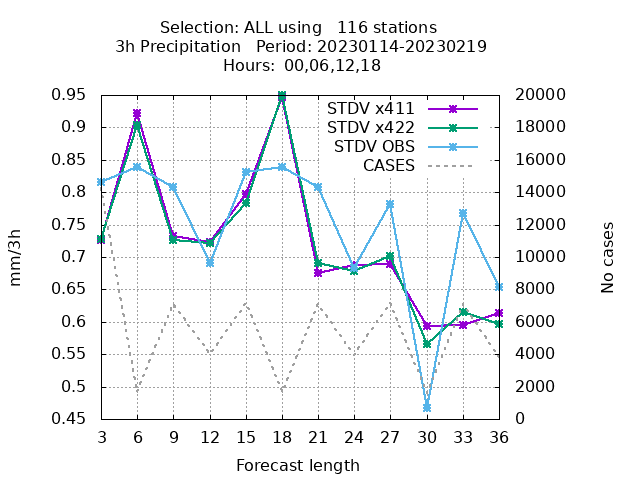 Selection: ALL using   116 stations
3h Precipitation   Period: 20230114-20230219
Hours: 00,06,12,18
STDV x411
STDV x422
STDV OBS
CASES
0.95
0.9
0.85
0.8
0.75
0.7
0.65
0.6
0.55
0.5
0.45
mm/3h
20000
18000
16000
14000
12000
10000
8000
6000
4000
2000
0
No cases
3 6 9 12 15 18 21 24 27 30 33 36
Forecast length